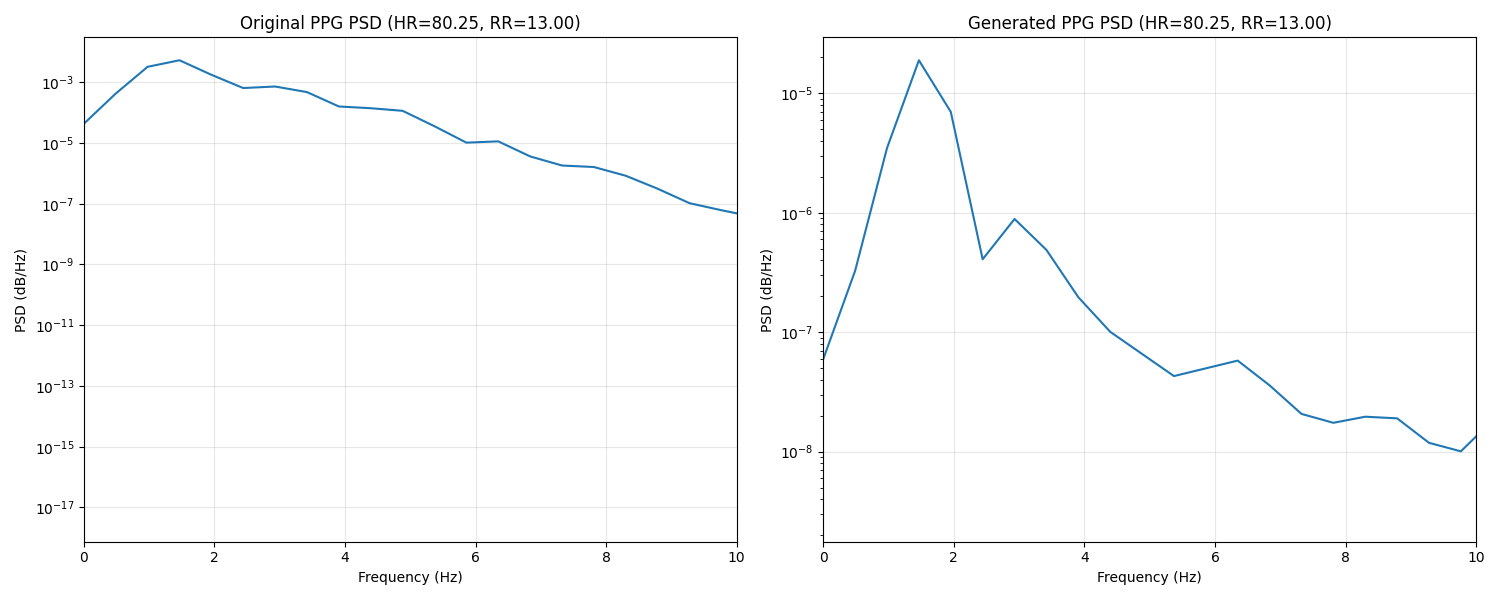 Original PPG PSD (HR=80.25, RR=13.00)
PSD (dB/Hz)
10⁻³
10⁻⁵
10⁻⁷
10⁻⁹
10⁻¹¹
10⁻¹³
10⁻¹⁵
10⁻¹⁷
0 2 4 6 8 10
Frequency (Hz)
Generated PPG PSD (HR=80.25, RR=13.00)
PSD (dB/Hz)
10⁻⁵
10⁻⁶
10⁻⁷
10⁻⁸
0 2 4 6 8 10
Frequency (Hz)